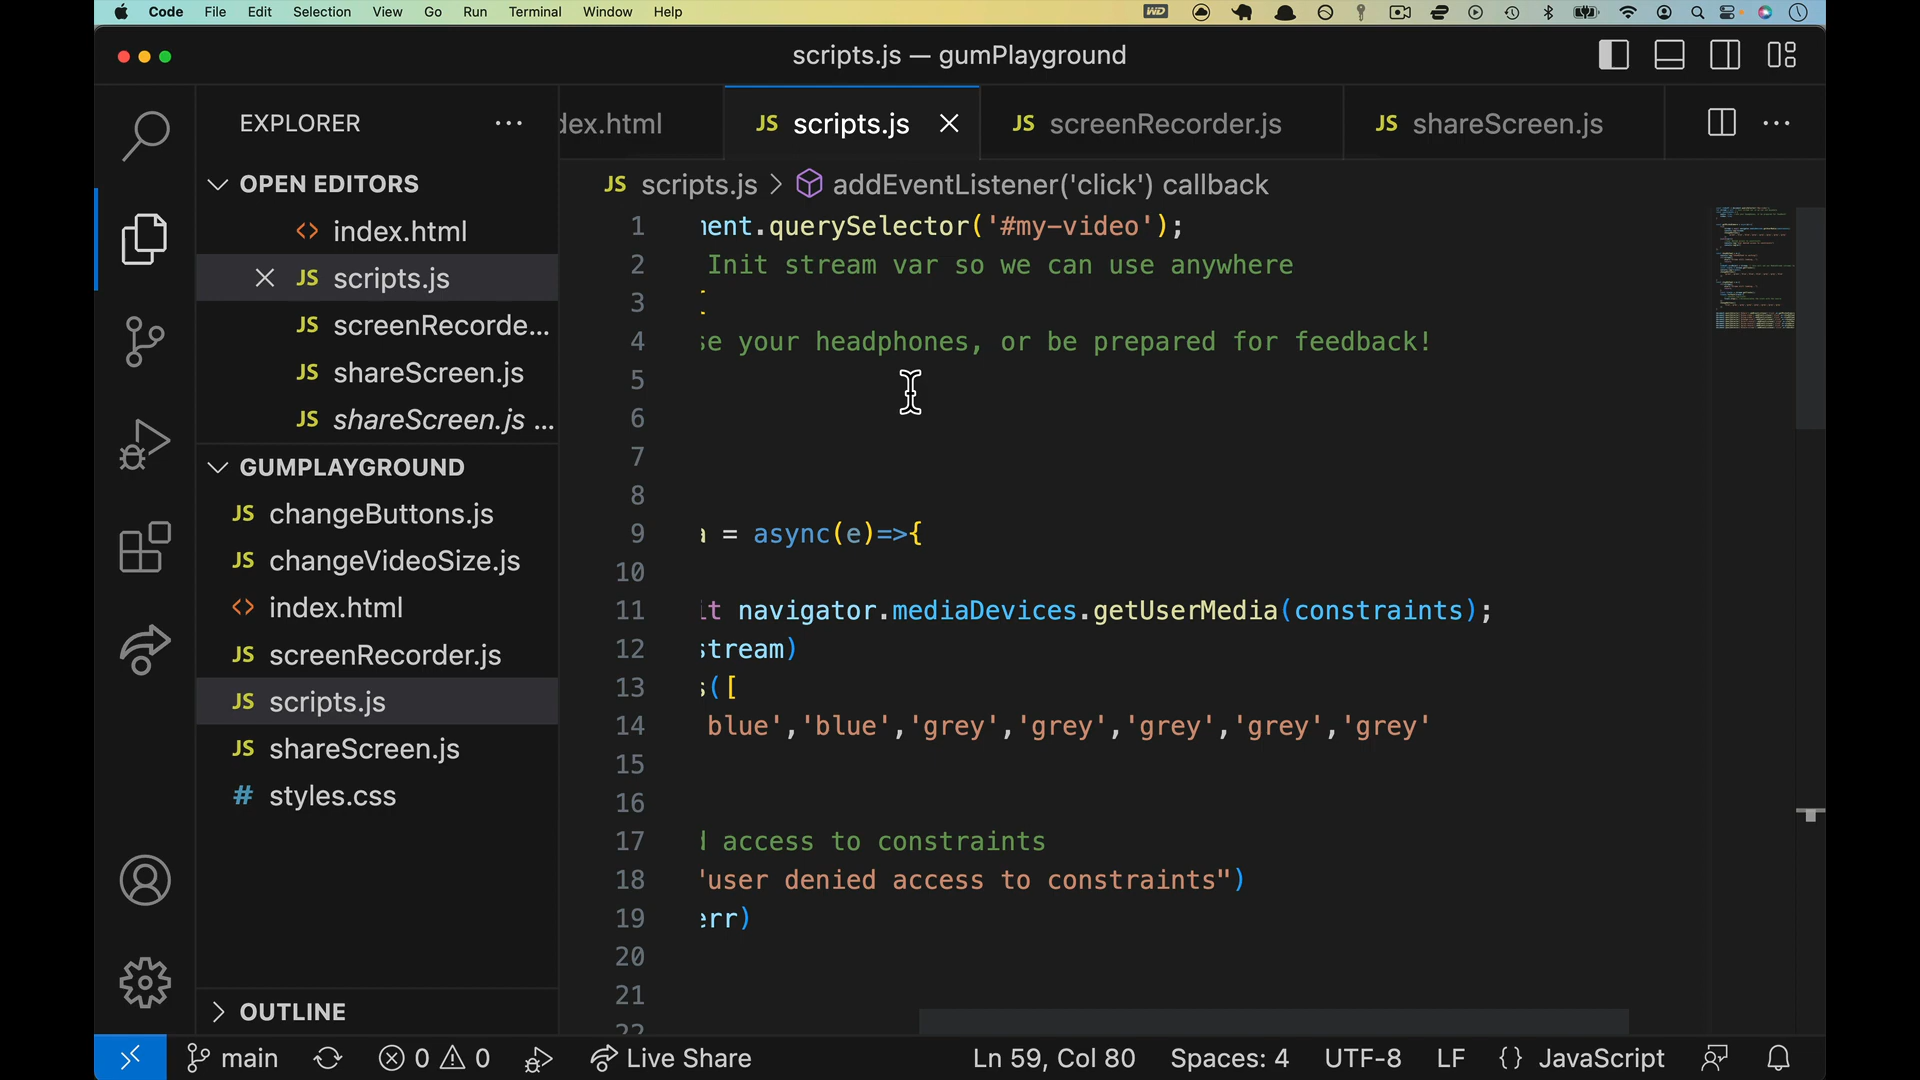 Code File Edit Selection View Go Run Terminal Window Help
WD
scripts.js — gumPlayground
EXPLORER
OPEN EDITORS
<> index.html
JS scripts.js
JS screenRecorde...
JS shareScreen.js
JS shareScreen.js ...
GUMPLAYGROUND
JS changeButtons.js
JS changeVideoSize.js
<> index.html
JS screenRecorder.js
JS scripts.js
JS shareScreen.js
# styles.css
OUTLINE
dex.html JS scripts.js JS screenRecorder.js JS shareScreen.js
JS scripts.js > addEventListener('click') callback
1 nent.querySelector('#my-video');
2 Init stream var so we can use anywhere
3
4 se your headphones, or be prepared for feedback!
5
6
7
8
9 a = async(e)=>{
10
11 it navigator.mediaDevices.getUserMedia(constraints);
12 stream)
13 s([
14 blue','blue','grey','grey','grey','grey','grey'
15
16
17 d access to constraints
18 "user denied access to constraints")
19 err)
20
21
22
main 0 0 Live Share Ln 59, Col 80 Spaces: 4 UTF-8 LF {} JavaScript